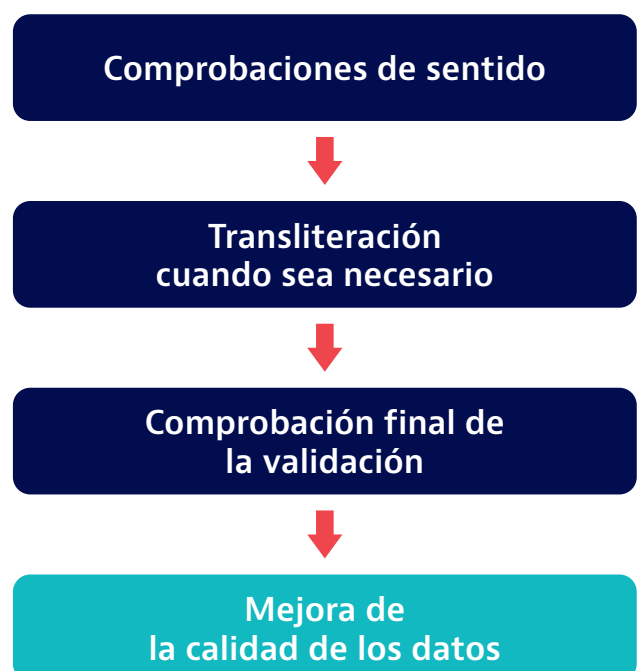 Comprobaciones de sentido
Transliteración
cuando sea necesario
Comprobación final de
la validación
Mejora de
la calidad de los datos